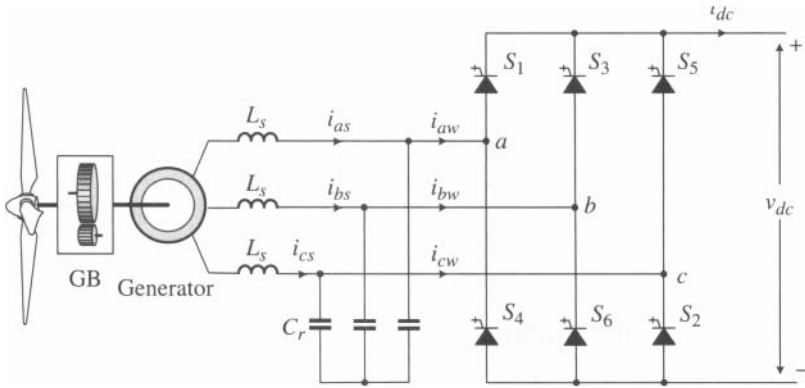 i_dc
+
S_1 S_3 S_5
L_s i_as i_aw a
L_s i_bs i_bw b
v_dc
L_s i_cs i_cw c
GB Generator
C_r S_4 S_6 S_2
−